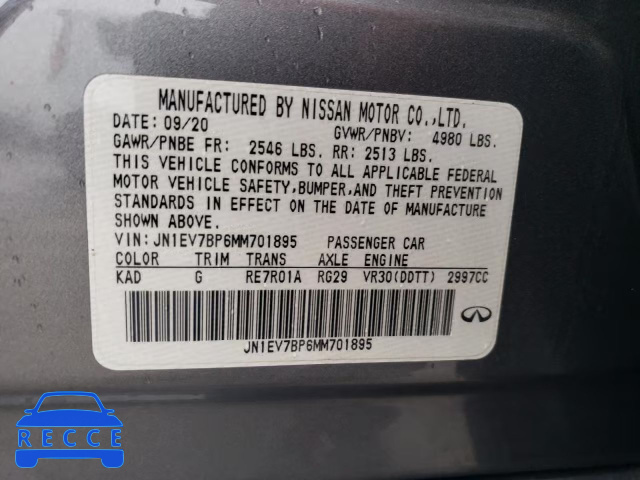 MANUFACTURED BY NISSAN MOTOR CO.,LTD.
DATE: 09/20 GVWR/PNBV: 4980 LBS.
GAWR/PNBE FR: 2546 LBS. RR: 2513 LBS.
THIS VEHICLE CONFORMS TO ALL APPLICABLE FEDERAL
MOTOR VEHICLE SAFETY,BUMPER,AND THEFT PREVENTION
STANDARDS IN EFFECT ON THE DATE OF MANUFACTURE
SHOWN ABOVE.
VIN: JN1EV7BP6MM701895 PASSENGER CAR
COLOR TRIM TRANS AXLE ENGINE
KAD G RE7R01A RG29 VR30(DDTT) 2997CC
JN1EV7BP6MM701895
RECCE